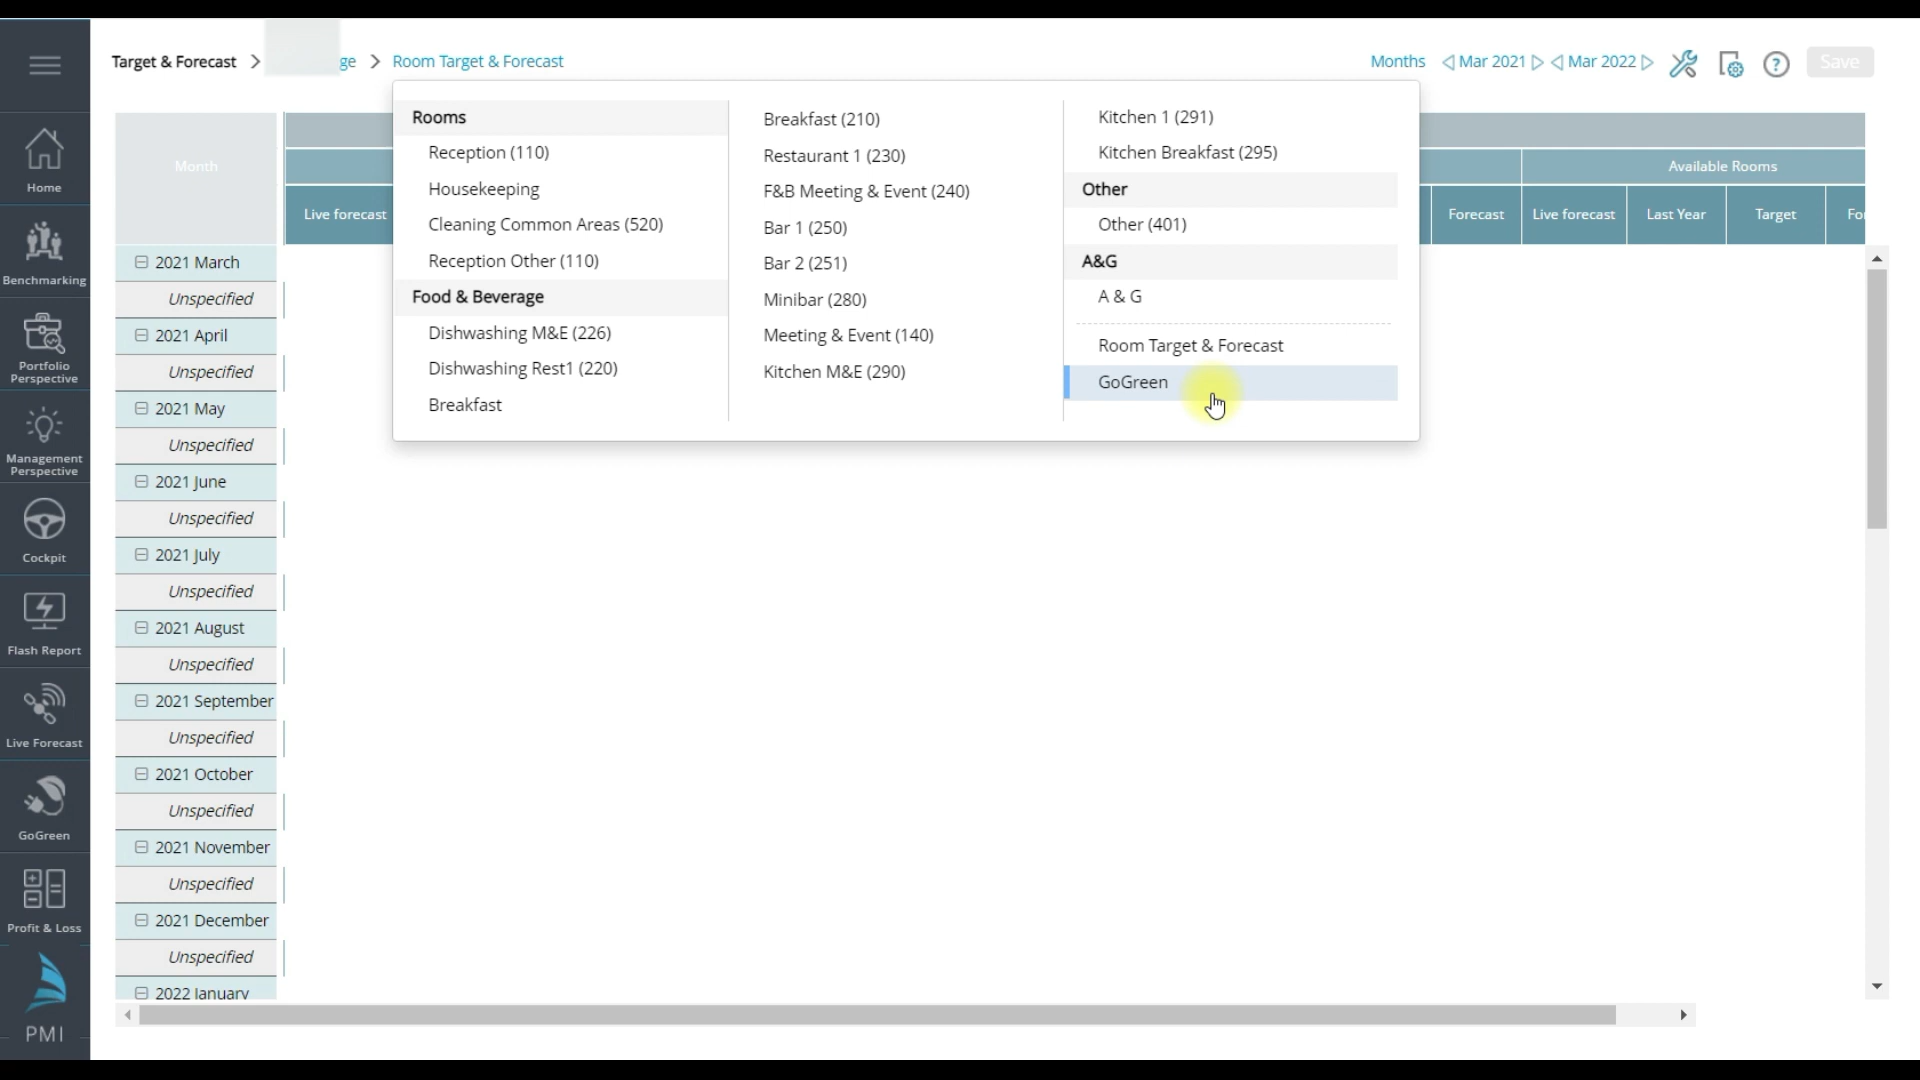 Target & Forecast > ge > Room Target & Forecast
Months Mar 2021 Mar 2022 ? Save
Home
Benchmarking
Portfolio
Perspective
Management
Perspective
Cockpit
Flash Report
Live Forecast
GoGreen
Profit & Loss
PMI
Rooms
Reception (110)
Housekeeping
Cleaning Common Areas (520)
Reception Other (110)
Food & Beverage
Dishwashing M&E (226)
Dishwashing Rest1 (220)
Breakfast
Breakfast (210)
Restaurant 1 (230)
F&B Meeting & Event (240)
Bar 1 (250)
Bar 2 (251)
Minibar (280)
Meeting & Event (140)
Kitchen M&E (290)
Kitchen 1 (291)
Kitchen Breakfast (295)
Other
Other (401)
A&G
A & G
Room Target & Forecast
GoGreen
Month
Available Rooms
Live forecast Forecast Live forecast Last Year Target
2021 March
Unspecified
2021 April
Unspecified
2021 May
Unspecified
2021 June
Unspecified
2021 July
Unspecified
2021 August
Unspecified
2021 September
Unspecified
2021 October
Unspecified
2021 November
Unspecified
2021 December
Unspecified
2022 January